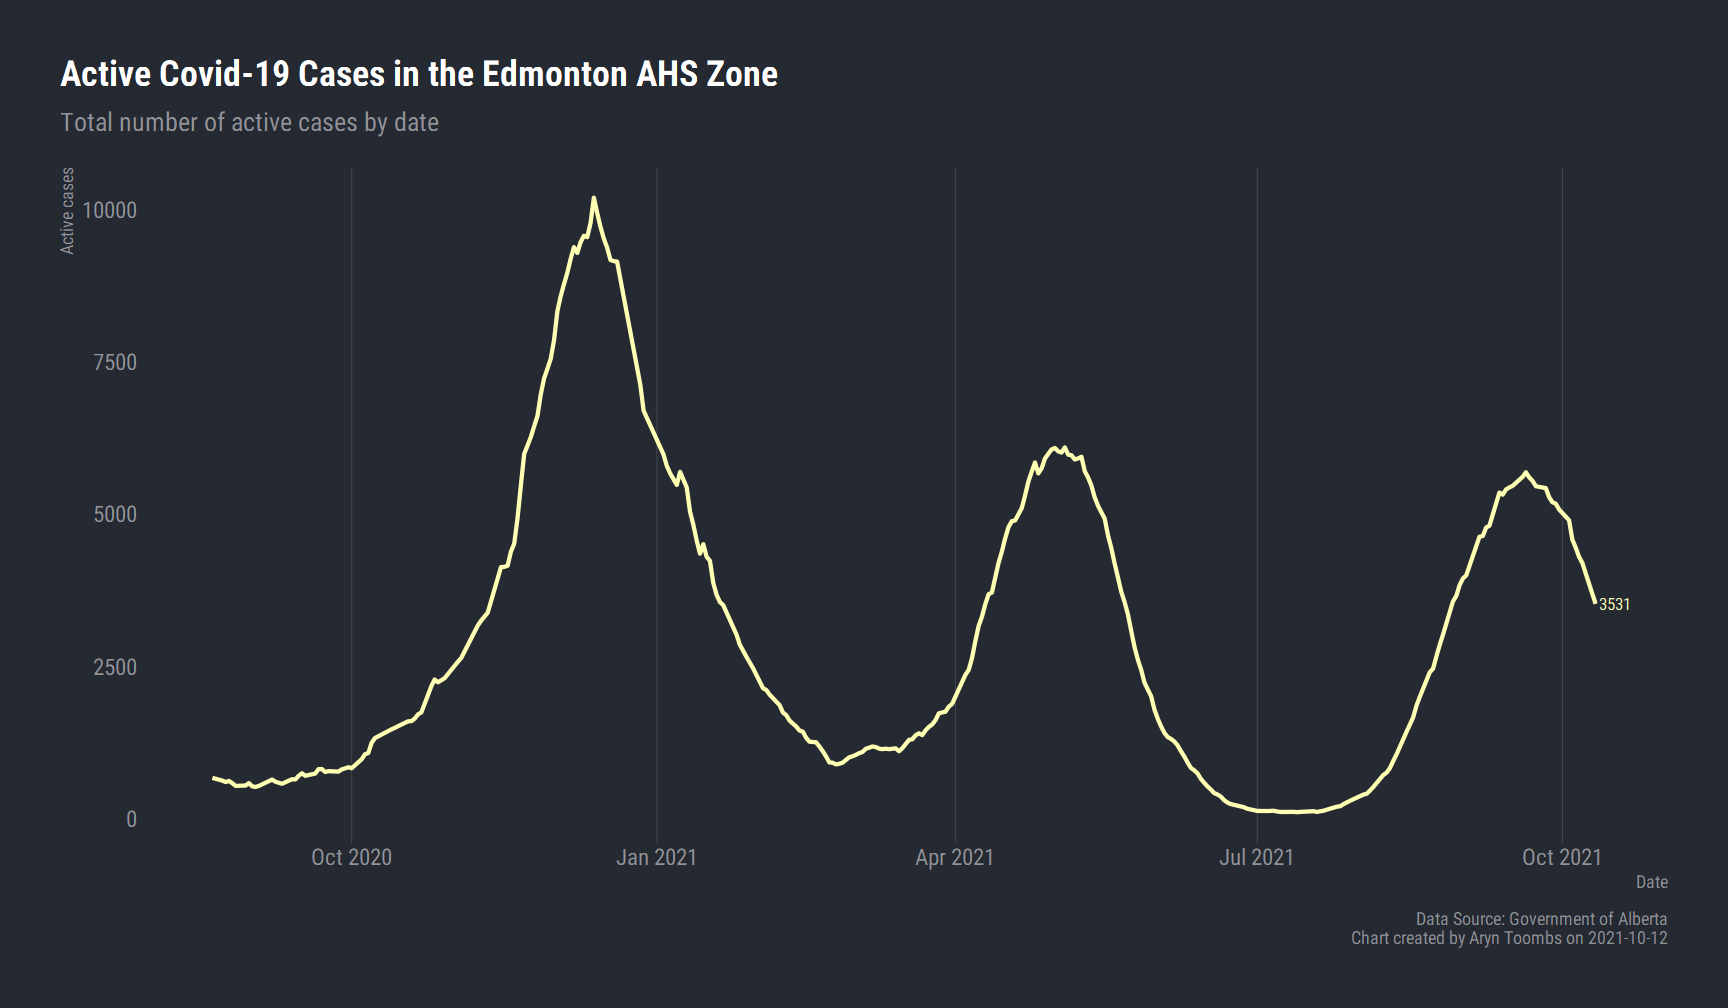 Active Covid-19 Cases in the Edmonton AHS Zone
Total number of active cases by date
Active cases
10000
7500
5000
2500
0
3531
Oct 2020
Jan 2021
Apr 2021
Jul 2021
Oct 2021
Date
Data Source: Government of Alberta
Chart created by Aryn Toombs on 2021-10-12